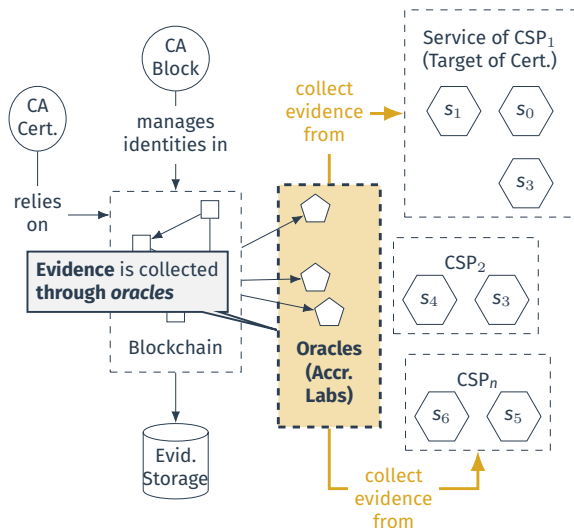 CA
Block
Service of CSP₁
(Target of Cert.)
collect
evidence
from
s₁
s₀
s₃
CA
Cert.
manages
identities in
relies
on
Evidence is collected
through oracles
CSP₂
s₄
s₃
Blockchain
Oracles
(Accr.
Labs)
CSPₙ
s₆
s₅
Evid.
Storage
collect
evidence
from